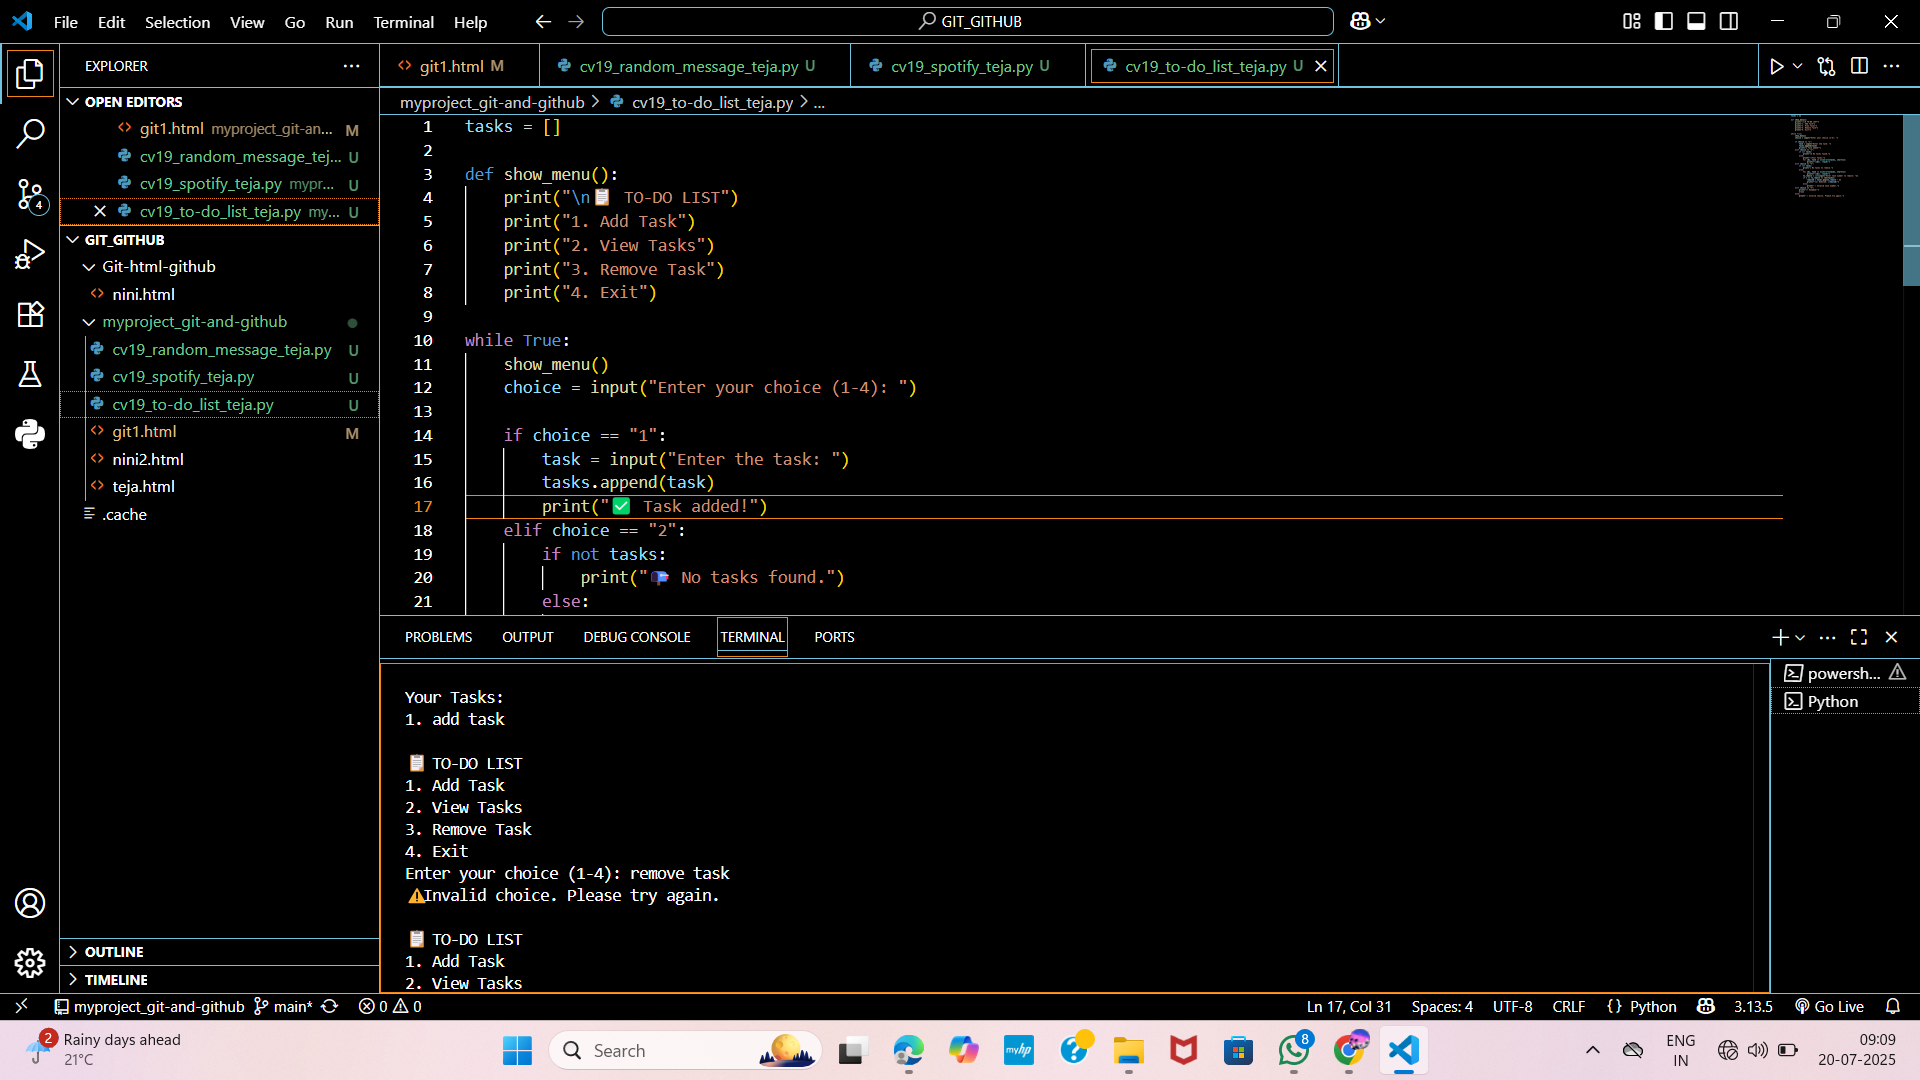 File Edit Selection View Go Run Terminal Help
GIT_GITHUB
EXPLORER
OPEN EDITORS
git1.html myproject_git-an... M
cv19_random_message_tej... U
cv19_spotify_teja.py mypr... U
cv19_to-do_list_teja.py my... U
GIT_GITHUB
Git-html-github
nini.html
myproject_git-and-github
cv19_random_message_teja.py U
cv19_spotify_teja.py U
cv19_to-do_list_teja.py U
git1.html M
nini2.html
teja.html
.cache
OUTLINE
TIMELINE
4
git1.html M cv19_random_message_teja.py U cv19_spotify_teja.py U cv19_to-do_list_teja.py U
myproject_git-and-github > cv19_to-do_list_teja.py > ...
1 tasks = []
2
3 def show_menu():
4 print("\n📋 TO-DO LIST")
5 print("1. Add Task")
6 print("2. View Tasks")
7 print("3. Remove Task")
8 print("4. Exit")
9
10 while True:
11 show_menu()
12 choice = input("Enter your choice (1-4): ")
13
14 if choice == "1":
15 task = input("Enter the task: ")
16 tasks.append(task)
17 print("✅ Task added!")
18 elif choice == "2":
19 if not tasks:
20 print("📭 No tasks found.")
21 else:
PROBLEMS OUTPUT DEBUG CONSOLE TERMINAL PORTS
powersh...
Python
Your Tasks:
1. add task
📋 TO-DO LIST
1. Add Task
2. View Tasks
3. Remove Task
4. Exit
Enter your choice (1-4): remove task
⚠Invalid choice. Please try again.
📋 TO-DO LIST
1. Add Task
2. View Tasks
myproject_git-and-github main* 0 0 Ln 17, Col 31 Spaces: 4 UTF-8 CRLF {} Python 3.13.5 Go Live
2
Rainy days ahead
21°C
Search
myhp
8
ENG
IN
09:09
20-07-2025